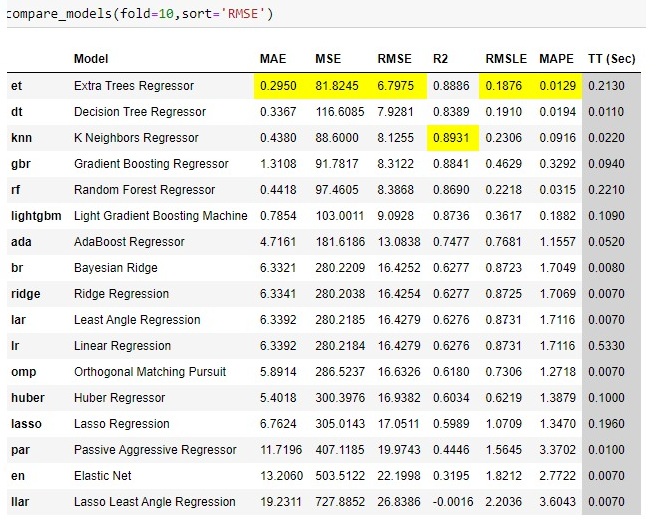 compare_models(fold=10,sort='RMSE')
Model MAE MSE RMSE R2 RMSLE MAPE TT (Sec)
et Extra Trees Regressor 0.2950 81.8245 6.7975 0.8886 0.1876 0.0129 0.2130
dt Decision Tree Regressor 0.3367 116.6085 7.9281 0.8389 0.1910 0.0194 0.0110
knn K Neighbors Regressor 0.4380 88.6000 8.1255 0.8931 0.2306 0.0916 0.0220
gbr Gradient Boosting Regressor 1.3108 91.7817 8.3122 0.8841 0.4629 0.3292 0.0940
rf Random Forest Regressor 0.4418 97.4605 8.3868 0.8690 0.2218 0.0315 0.2210
lightgbm Light Gradient Boosting Machine 0.7854 103.0011 9.0928 0.8736 0.3617 0.1882 0.1090
ada AdaBoost Regressor 4.7161 181.6186 13.0838 0.7477 0.7681 1.1557 0.0520
br Bayesian Ridge 6.3321 280.2209 16.4252 0.6277 0.8723 1.7049 0.0080
ridge Ridge Regression 6.3341 280.2038 16.4254 0.6277 0.8725 1.7069 0.0070
lar Least Angle Regression 6.3392 280.2185 16.4279 0.6276 0.8731 1.7116 0.0070
lr Linear Regression 6.3392 280.2184 16.4279 0.6276 0.8731 1.7116 0.5330
omp Orthogonal Matching Pursuit 5.8914 286.5237 16.6326 0.6180 0.7306 1.2718 0.0070
huber Huber Regressor 5.4018 300.3976 16.9382 0.6034 0.6219 1.3879 0.1000
lasso Lasso Regression 6.7624 305.0143 17.0511 0.5989 1.0709 1.3470 0.1960
par Passive Aggressive Regressor 11.7196 407.1185 19.9743 0.4446 1.5645 3.3702 0.0100
en Elastic Net 13.2060 503.5122 22.1998 0.3195 1.8212 2.7722 0.0070
llar Lasso Least Angle Regression 19.2311 727.8852 26.8386 -0.0016 2.2036 3.6043 0.0070